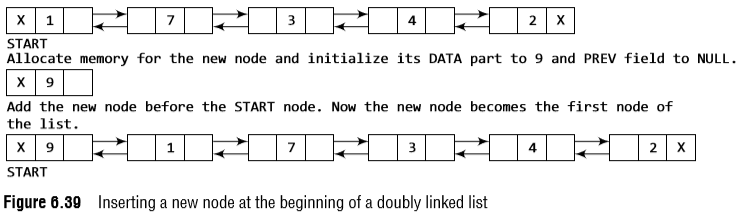 X 1 7 3 4 2 X
START
Allocate memory for the new node and initialize its DATA part to 9 and PREV field to NULL.
X 9
Add the new node before the START node. Now the new node becomes the first node of
the list.
X 9 1 7 3 4 2 X
START
Figure 6.39 Inserting a new node at the beginning of a doubly linked list